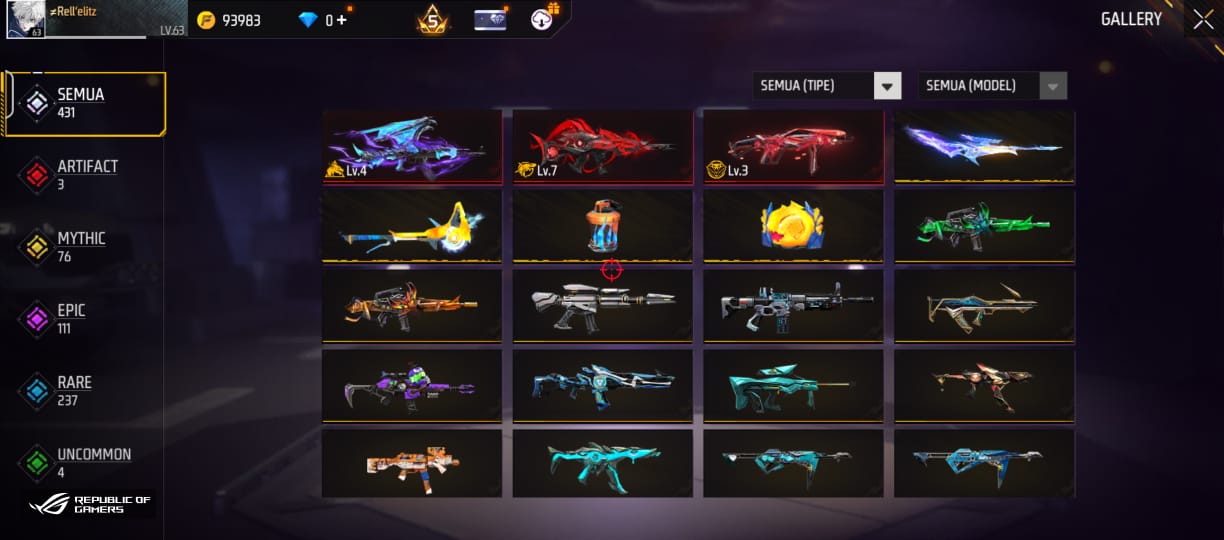 ≠Rell'elitz
63
LV.63
93983
0 +
5
GALLERY
SEMUA
431
ARTIFACT
3
MYTHIC
76
EPIC
111
RARE
237
UNCOMMON
4
REPUBLIC OF
GAMERS
SEMUA (TIPE)
SEMUA (MODEL)
Lv.4
Lv.7
Lv.3